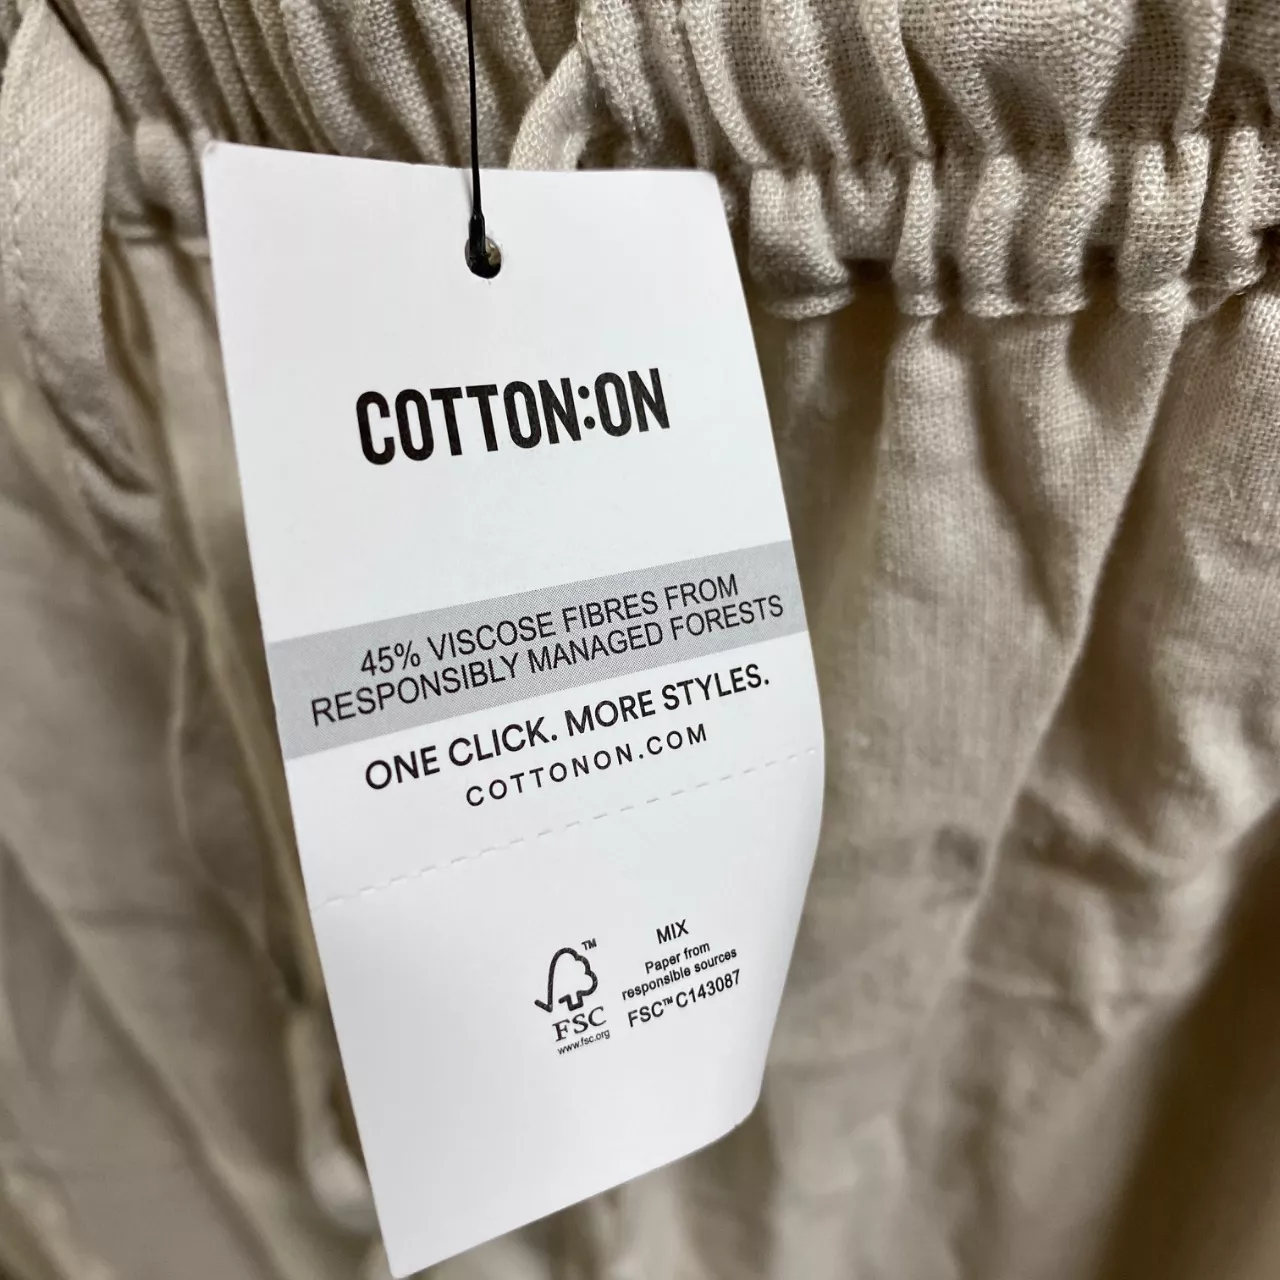 COTTON:ON
45% VISCOSE FIBRES FROM
RESPONSIBLY MANAGED FORESTS
ONE CLICK. MORE STYLES.
COTTONON.COM
TM
FSC
www.fsc.org
MIX
Paper from
responsible sources
FSC™ C143087